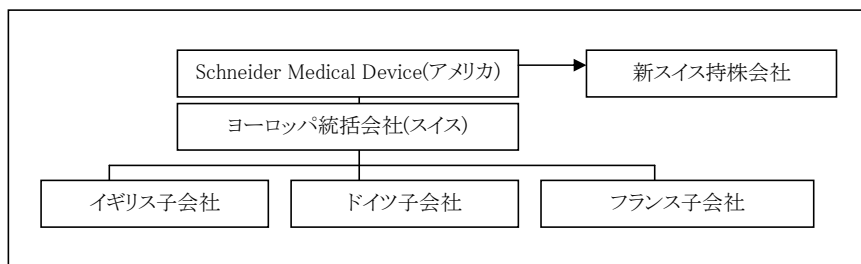 Schneider Medical Device(アメリカ)
新スイス持株会社
ヨーロッパ統括会社(スイス)
イギリス子会社
ドイツ子会社
フランス子会社